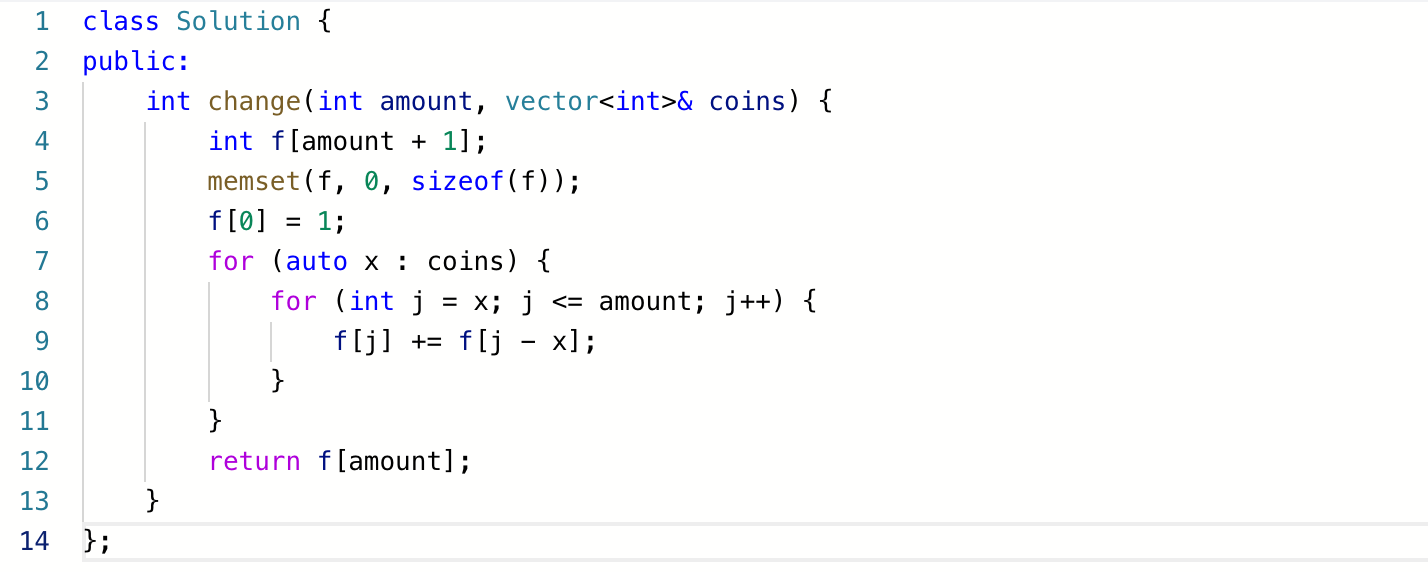 1 class Solution {
2 public:
3     int change(int amount, vector<int>& coins) {
4         int f[amount + 1];
5         memset(f, 0, sizeof(f));
6         f[0] = 1;
7         for (auto x : coins) {
8             for (int j = x; j <= amount; j++) {
9                 f[j] += f[j - x];
10             }
11         }
12         return f[amount];
13     }
14 };